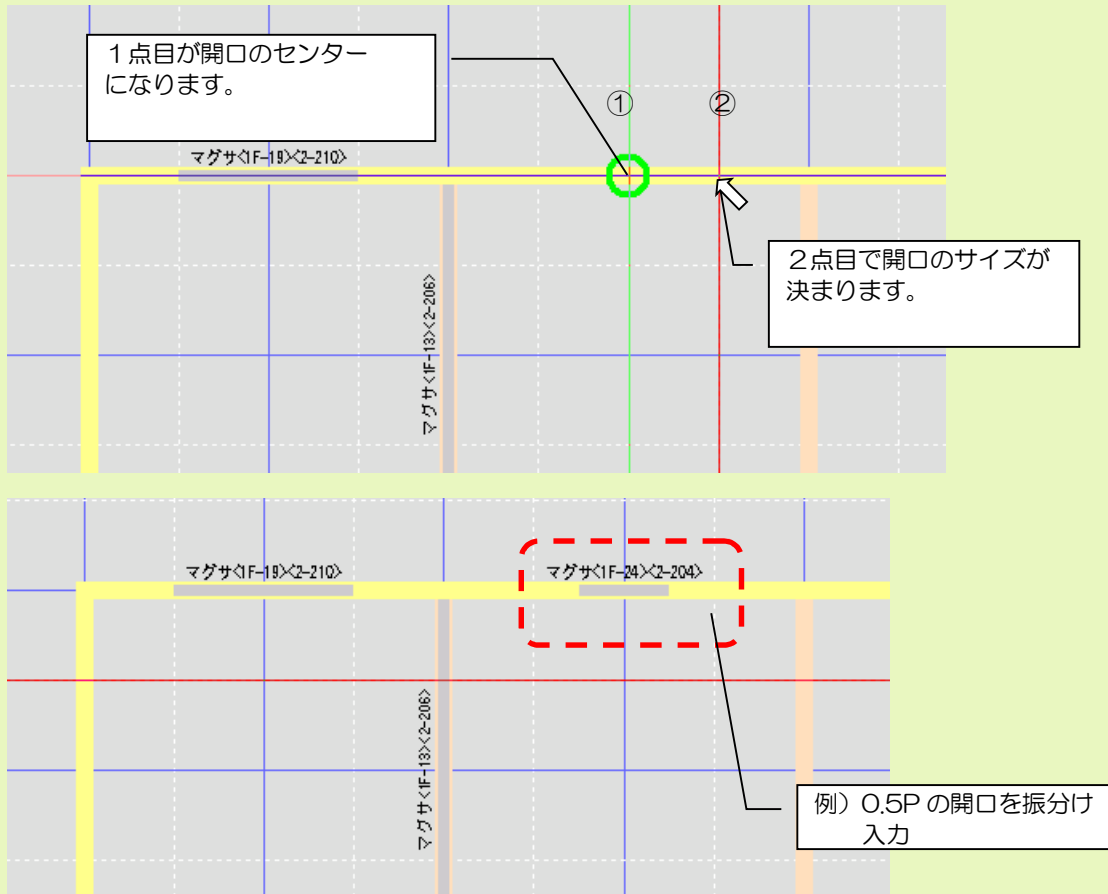 １点目が開口のセンター
になります。
①
②
マグサ<1F-19><2-210>
２点目で開口のサイズが
決まります。
マグサ<1F-13><2-206>
マグサ<1F-19><2-210>
マグサ<1F-24><2-204>
マグサ<1F-13><2-206>
例）0.5P の開口を振分け
入力